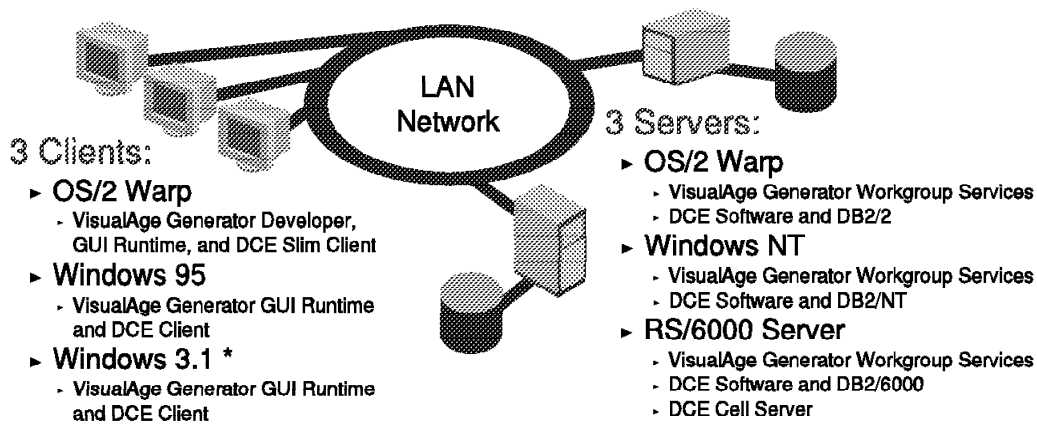 LAN
Network
3 Clients:
► OS/2 Warp
- VisualAge Generator Developer,
GUI Runtime, and DCE Slim Client
► Windows 95
- VisualAge Generator GUI Runtime
and DCE Client
► Windows 3.1 *
- VisualAge Generator GUI Runtime
and DCE Client
3 Servers:
► OS/2 Warp
- VisualAge Generator Workgroup Services
- DCE Software and DB2/2
► Windows NT
- VisualAge Generator Workgroup Services
- DCE Software and DB2/NT
► RS/6000 Server
- VisualAge Generator Workgroup Services
- DCE Software and DB2/6000
- DCE Cell Server